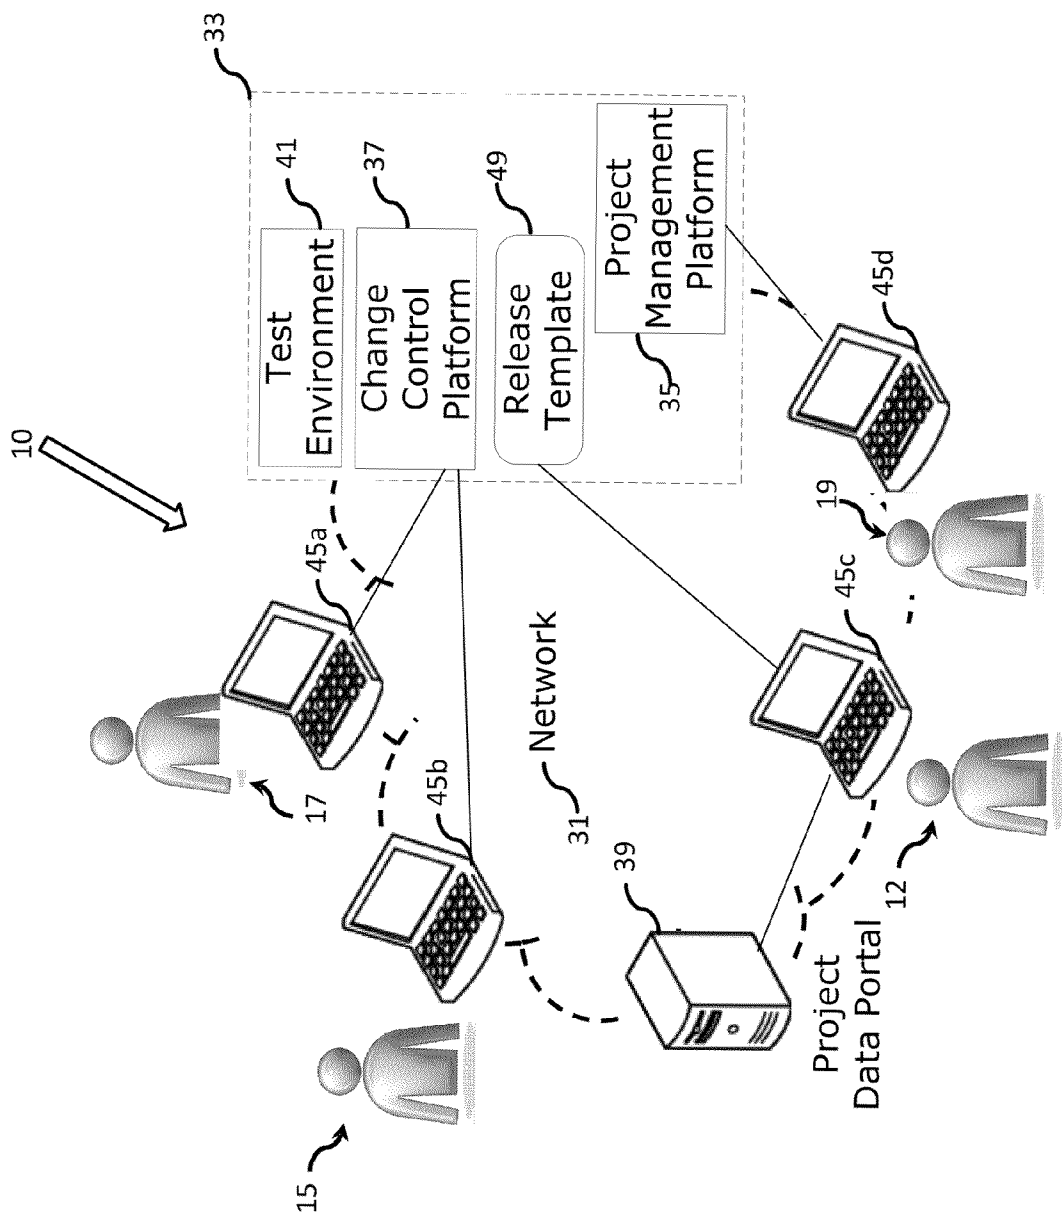 10
33
Test
Environment
41
Change
Control
Platform
37
Release
Template
49
Project
Management
Platform
35
45a
45b
45c
45d
17
15
19
12
Network
31
39
Project
Data Portal